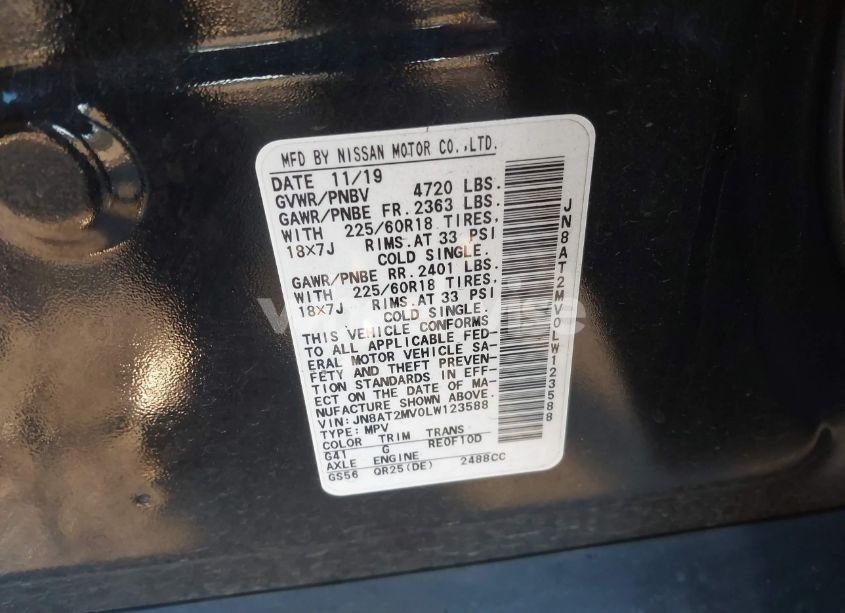 MFD BY NISSAN MOTOR CO.,LTD.
DATE 11/19
GVWR/PNBV 4720 LBS.
GAWR/PNBE FR. 2363 LBS.
WITH 225/60R18 TIRES,
18X7J RIMS.AT 33 PSI
COLD SINGLE.
GAWR/PNBE RR. 2401 LBS.
WITH 225/60R18 TIRES,
18X7J RIMS.AT 33 PSI
COLD SINGLE.
THIS VEHICLE CONFORMS
TO ALL APPLICABLE FED-
ERAL MOTOR VEHICLE SA-
FETY AND THEFT PREVEN-
TION STANDARDS IN EFF-
ECT ON THE DATE OF MA-
NUFACTURE SHOWN ABOVE.
VIN:JN8AT2MV0LW123588
TYPE:MPV
COLOR TRIM TRANS
G41 G RE0F10D
AXLE ENGINE
GS56 QR25(DE) 2488CC
JN8AT2MV0LW123588